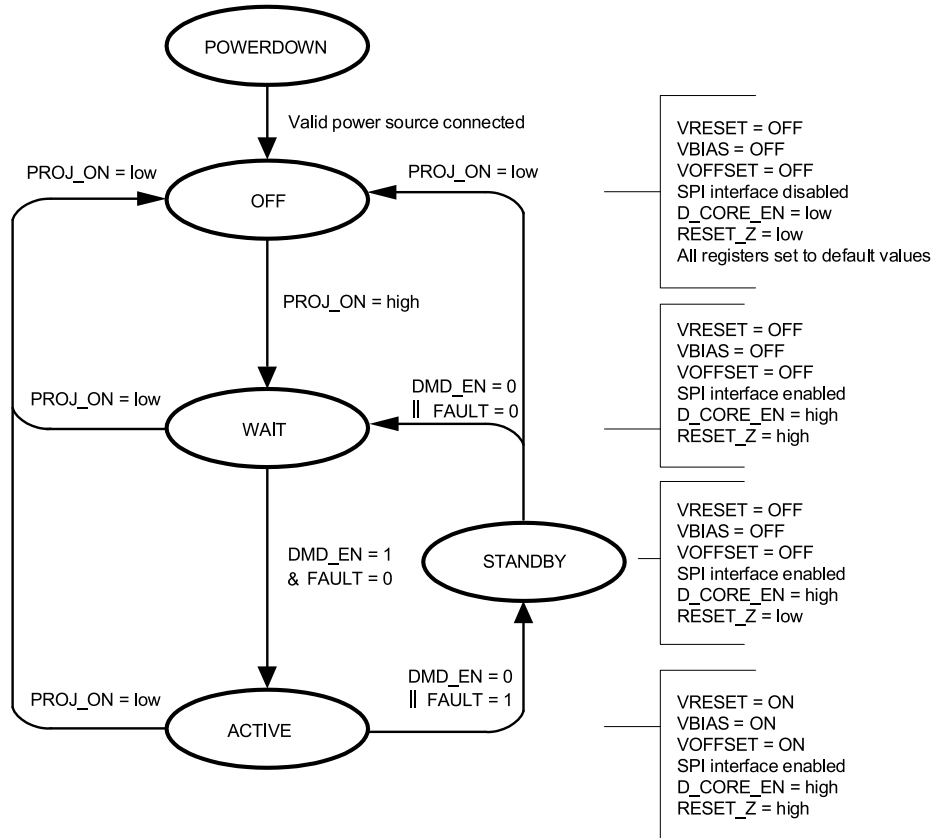 POWERDOWN
Valid power source connected
PROJ_ON = low
PROJ_ON = low
OFF
VRESET = OFF
VBIAS = OFF
VOFFSET = OFF
SPI interface disabled
D_CORE_EN = low
RESET_Z = low
All registers set to default values
PROJ_ON = high
PROJ_ON = low
WAIT
DMD_EN = 0
|| FAULT = 0
VRESET = OFF
VBIAS = OFF
VOFFSET = OFF
SPI interface enabled
D_CORE_EN = high
RESET_Z = high
DMD_EN = 1
& FAULT = 0
STANDBY
VRESET = OFF
VBIAS = OFF
VOFFSET = OFF
SPI interface enabled
D_CORE_EN = high
RESET_Z = low
PROJ_ON = low
ACTIVE
DMD_EN = 0
|| FAULT = 1
VRESET = ON
VBIAS = ON
VOFFSET = ON
SPI interface enabled
D_CORE_EN = high
RESET_Z = high